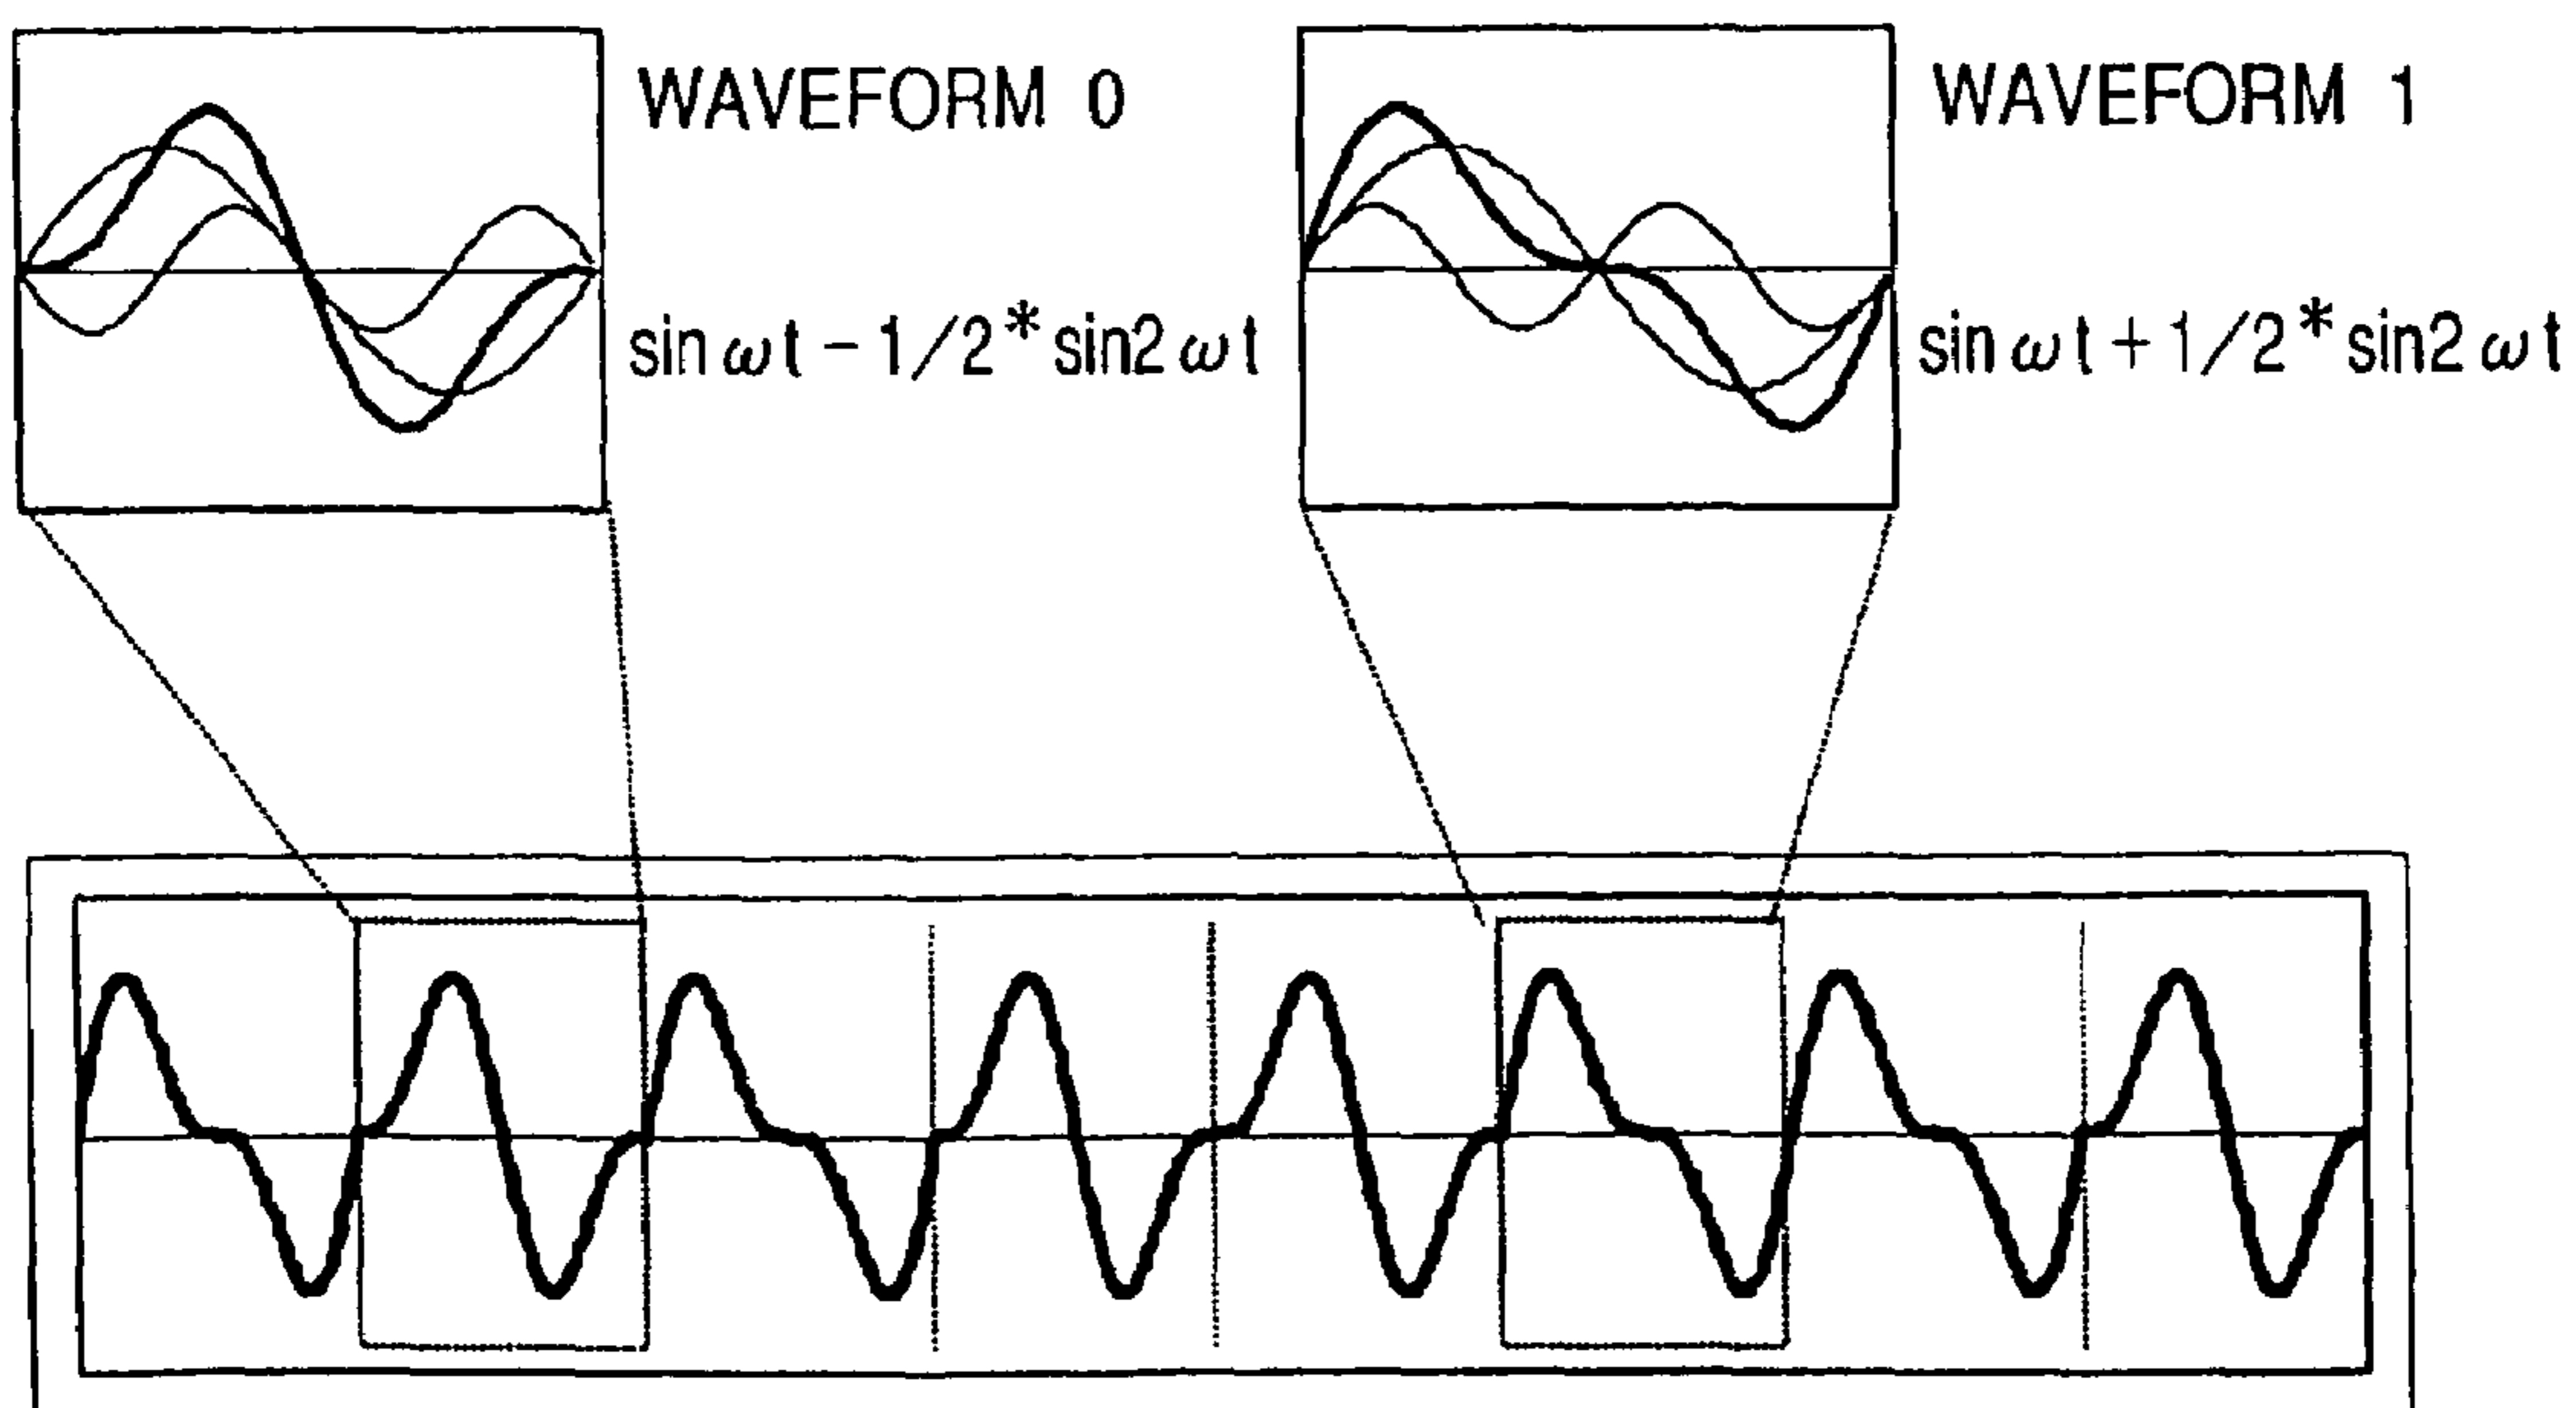 WAVEFORM 0
sin ω t − 1/2* sin2 ω t
WAVEFORM 1
sin ω t + 1/2* sin2 ω t